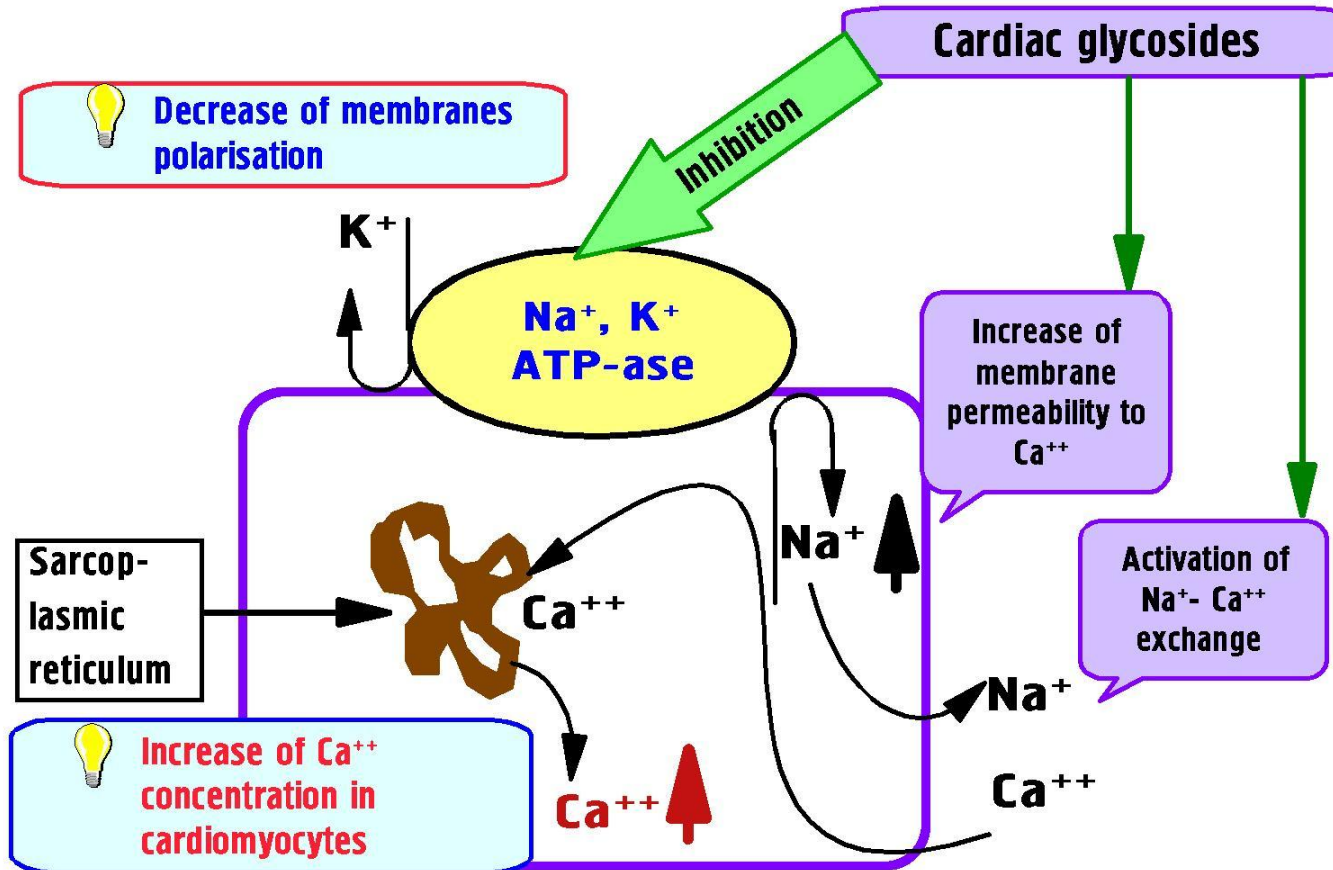 Cardiac glycosides
Decrease of membranes
polarisation
Inhibition
K⁺
Na⁺, K⁺
ATP-ase
Increase of
membrane
permeability to
Ca⁺⁺
Na⁺
Activation of
Na⁺- Ca⁺⁺
exchange
Sarcop-
lasmic
reticulum
Ca⁺⁺
Na⁺
Ca⁺⁺
Increase of Ca⁺⁺
concentration in
cardiomyocytes
Ca⁺⁺